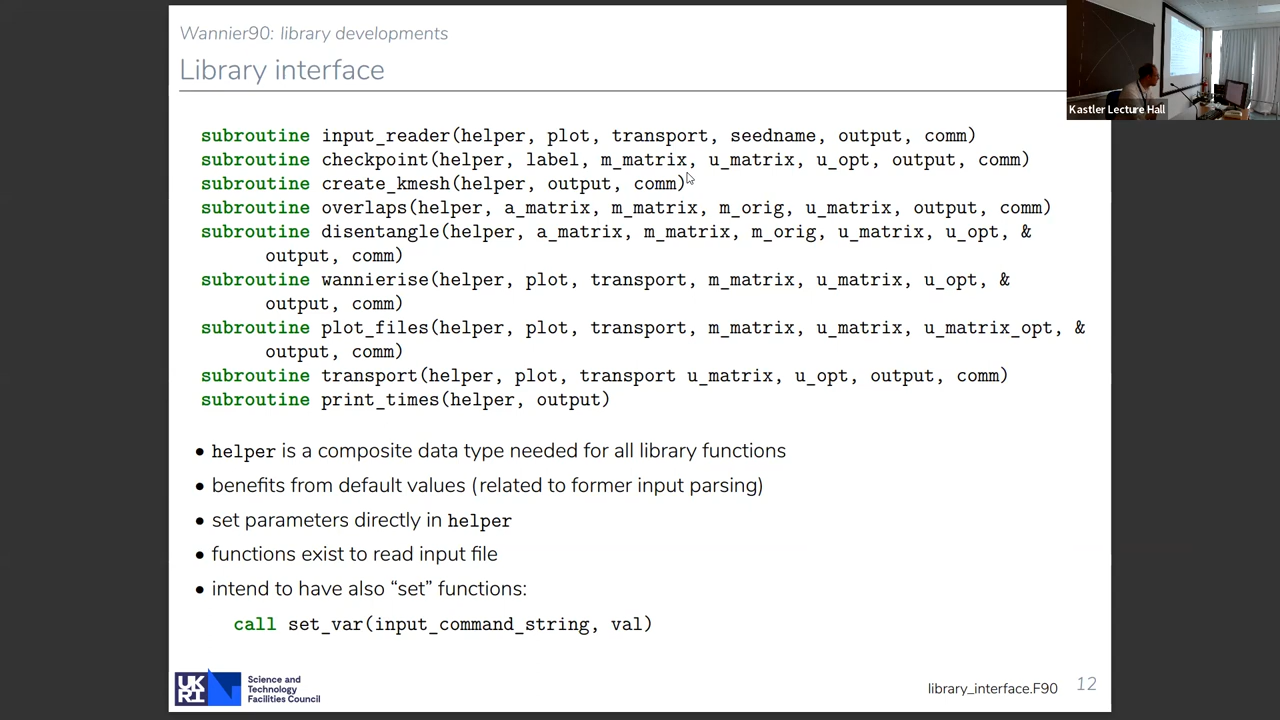 Wannier90: library developments
Library interface
Kastler Lecture Hall
subroutine input_reader(helper, plot, transport, seedname, output, comm)
subroutine checkpoint(helper, label, m_matrix, u_matrix, u_opt, output, comm)
subroutine create_kmesh(helper, output, comm)
subroutine overlaps(helper, a_matrix, m_matrix, m_orig, u_matrix, output, comm)
subroutine disentangle(helper, a_matrix, m_matrix, m_orig, u_matrix, u_opt, &
output, comm)
subroutine wannierise(helper, plot, transport, m_matrix, u_matrix, u_opt, &
output, comm)
subroutine plot_files(helper, plot, transport, m_matrix, u_matrix, u_matrix_opt, &
output, comm)
subroutine transport(helper, plot, transport u_matrix, u_opt, output, comm)
subroutine print_times(helper, output)
• helper is a composite data type needed for all library functions
• benefits from default values (related to former input parsing)
• set parameters directly in helper
• functions exist to read input file
• intend to have also “set” functions:
call set_var(input_command_string, val)
UK
RI
Science and
Technology
Facilities Council
library_interface.F90
12